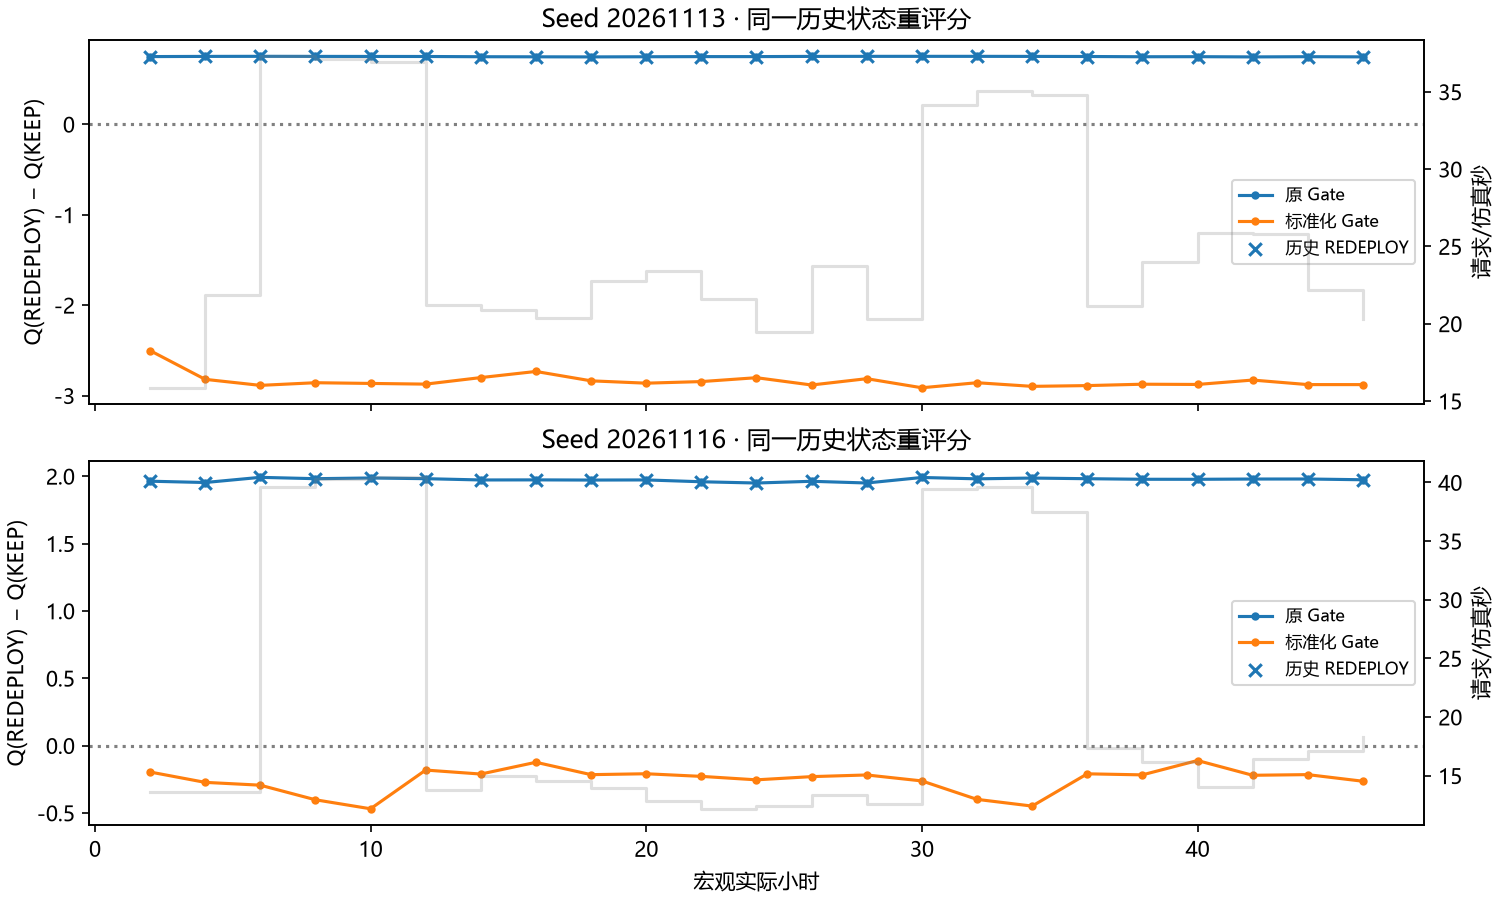 Seed 20261113 · 同一历史状态重评分
Q(REDEPLOY) − Q(KEEP)
0
-1
-2
-3
35
30
25
20
15
请求/仿真秒
原 Gate
标准化 Gate
历史 REDEPLOY
Seed 20261116 · 同一历史状态重评分
Q(REDEPLOY) − Q(KEEP)
2.0
1.5
1.0
0.5
0.0
-0.5
40
35
30
25
20
15
请求/仿真秒
原 Gate
标准化 Gate
历史 REDEPLOY
0 10 20 30 40
宏观实际小时